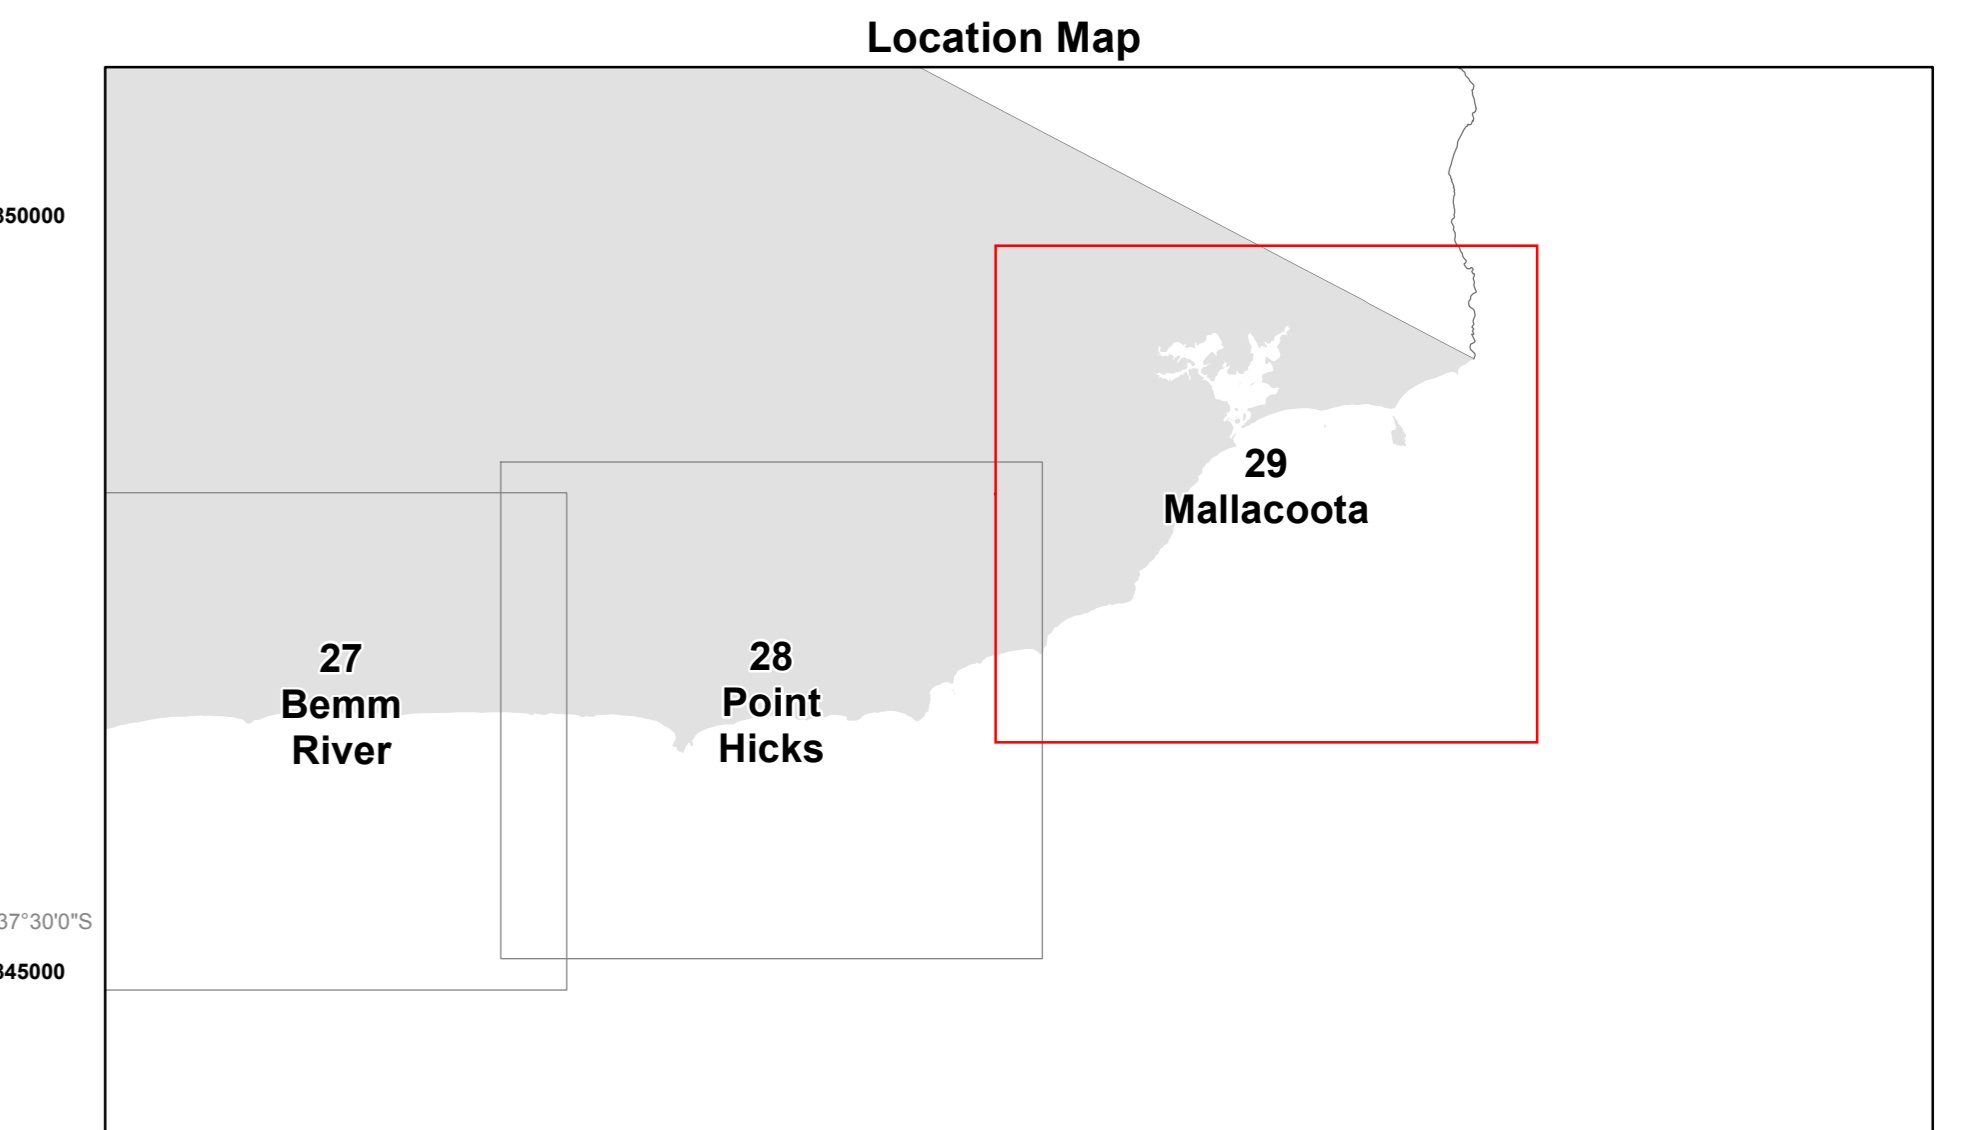 Location Map
350000
29
Mallacoota
27
Bemm
River
28
Point
Hicks
37°30'0"S
345000